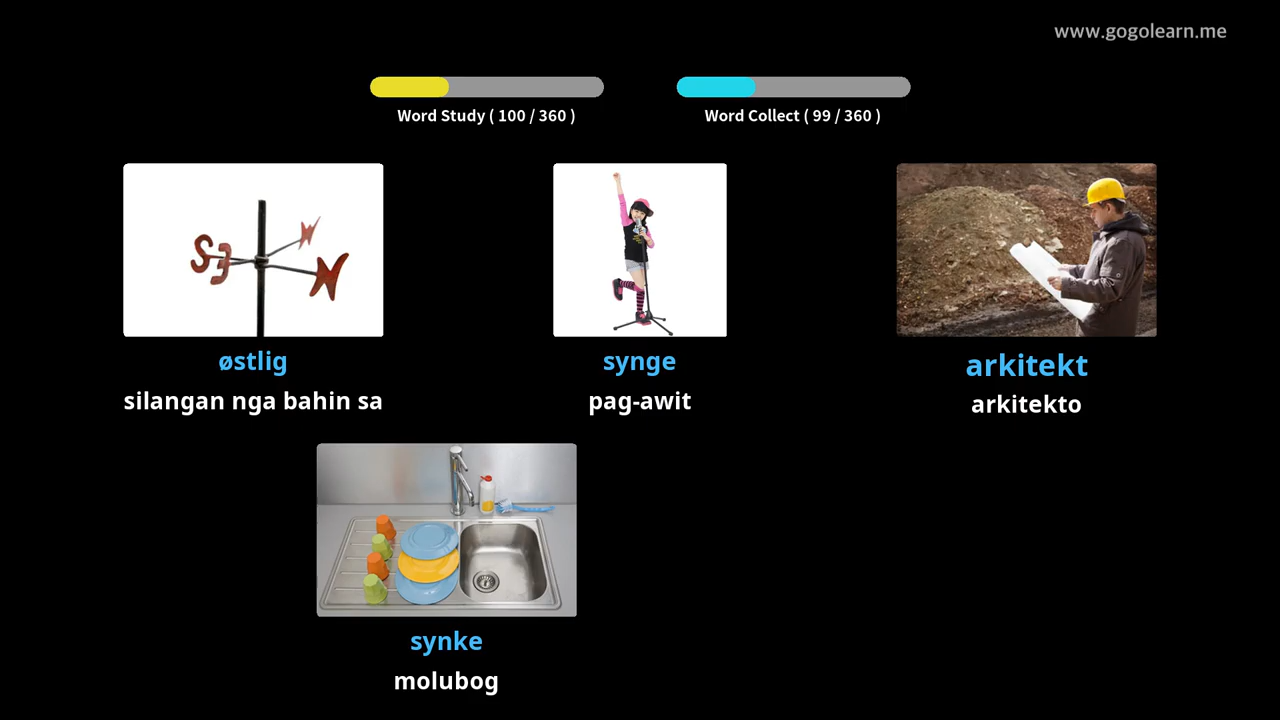 www.gogolearn.me
Word Study ( 100 / 360 )
Word Collect ( 99 / 360 )
østlig
synge
arkitekt
silangan nga bahin sa
pag-awit
arkitekto
synke
molubog